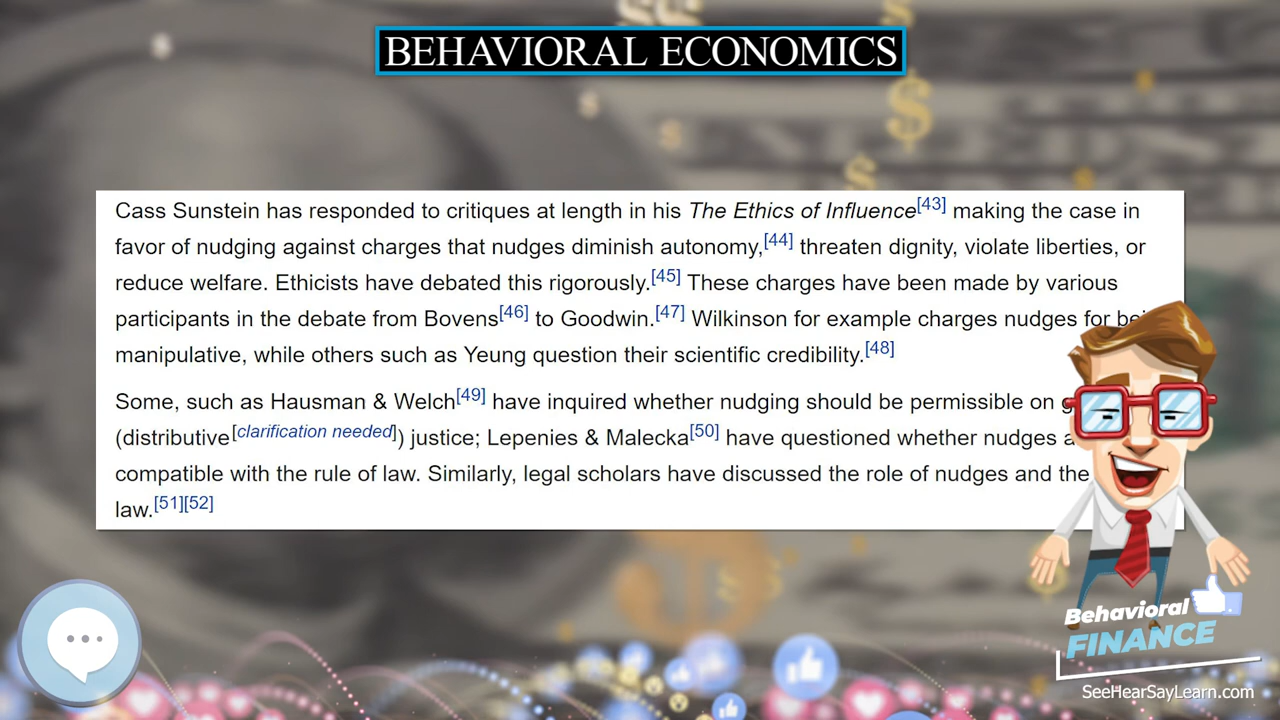 BEHAVIORAL ECONOMICS
Cass Sunstein has responded to critiques at length in his The Ethics of Influence[43] making the case in
favor of nudging against charges that nudges diminish autonomy,[44] threaten dignity, violate liberties, or
reduce welfare. Ethicists have debated this rigorously.[45] These charges have been made by various
participants in the debate from Bovens[46] to Goodwin.[47] Wilkinson for example charges nudges for
manipulative, while others such as Yeung question their scientific credibility.[48]
Some, such as Hausman & Welch[49] have inquired whether nudging should be permissible on
(distributive[clarification needed]) justice; Lepenies & Malecka[50] have questioned whether nudges
compatible with the rule of law. Similarly, legal scholars have discussed the role of nudges and the
law.[51][52]
Behavioral
FINANCE
SeeHearSayLearn.com